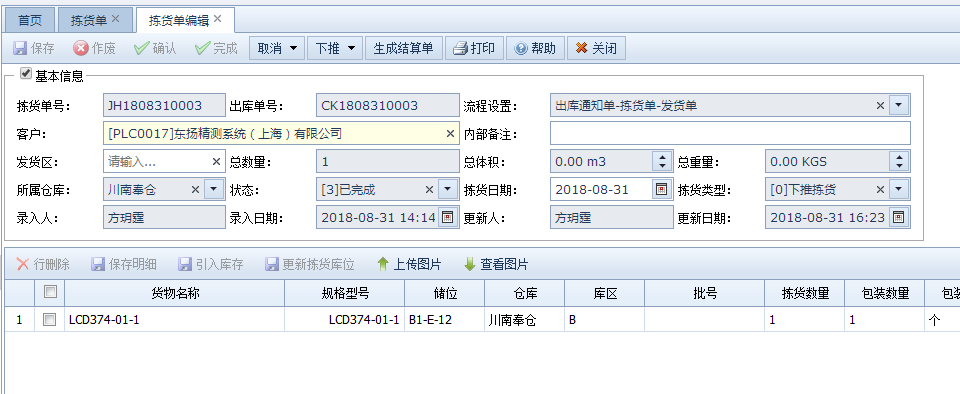 首页 拣货单 拣货单编辑
保存 作废 确认 完成 取消 下推 生成结算单 打印 帮助 关闭
基本信息
拣货单号: JH1808310003 出库单号: CK1808310003 流程设置: 出库通知单-拣货单-发货单
客户: [PLC0017]东扬精测系统（上海）有限公司 内部备注:
发货区: 请输入... 总数量: 1 总体积: 0.00 m3 总重量: 0.00 KGS
所属仓库: 川南奉仓 状态: [3]已完成 拣货日期: 2018-08-31 拣货类型: [0]下推拣货
录入人: 方玥霆 录入日期: 2018-08-31 14:14 更新人: 方玥霆 更新日期: 2018-08-31 16:23
行删除 保存明细 引入库存 更新拣货库位 上传图片 查看图片
货物名称 规格型号 储位 仓库 库区 批号 拣货数量 包装数量 包装
1 LCD374-01-1 LCD374-01-1 B1-E-12 川南奉仓 B 1 1 个